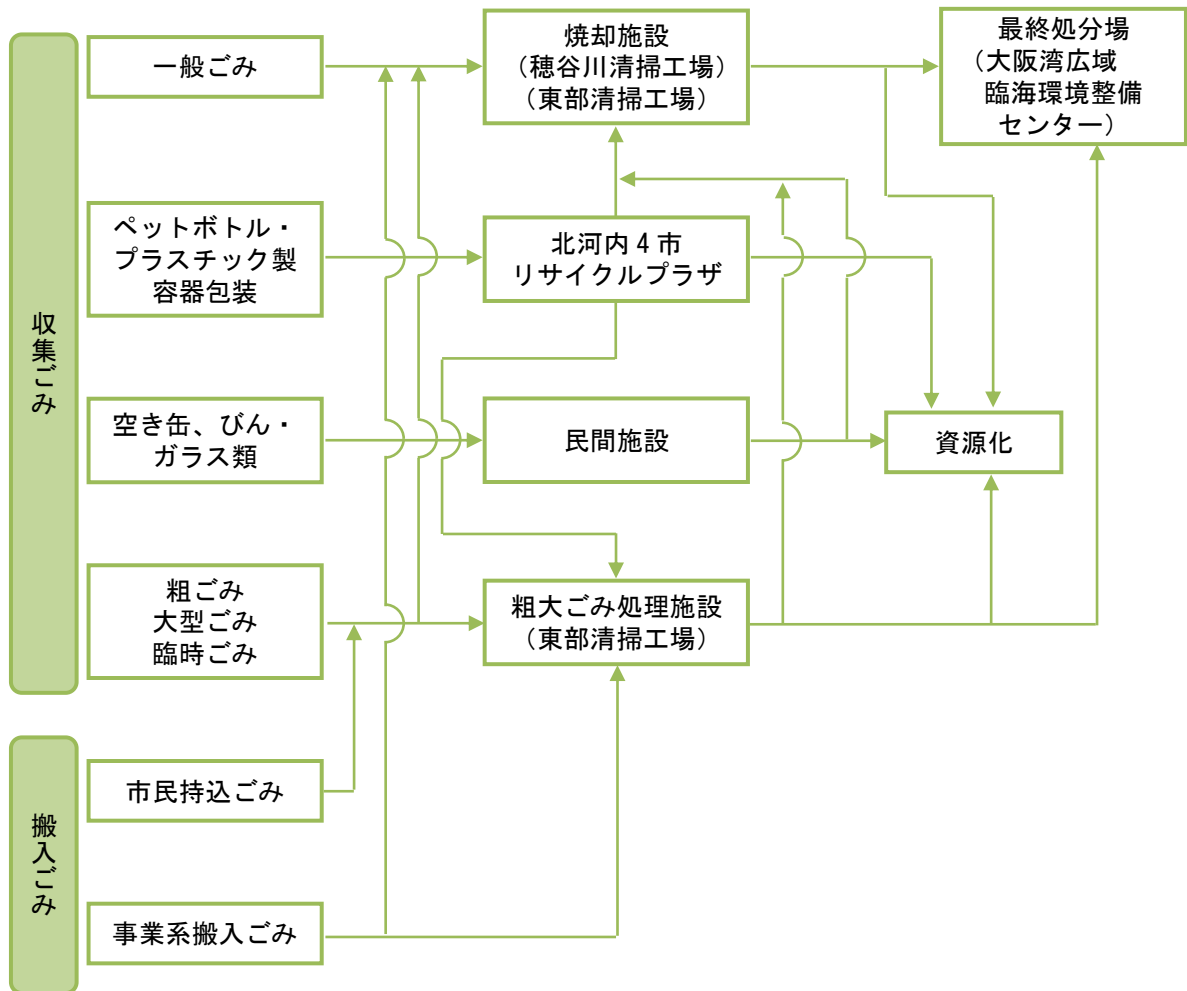 収集ごみ
一般ごみ
ペットボトル・
プラスチック製
容器包装
空き缶、びん・
ガラス類
粗ごみ
大型ごみ
臨時ごみ
搬入ごみ
市民持込ごみ
事業系搬入ごみ
焼却施設
（穂谷川清掃工場）
（東部清掃工場）
北河内４市
リサイクルプラザ
民間施設
粗大ごみ処理施設
（東部清掃工場）
最終処分場
（大阪湾広域
臨海環境整備
センター）
資源化